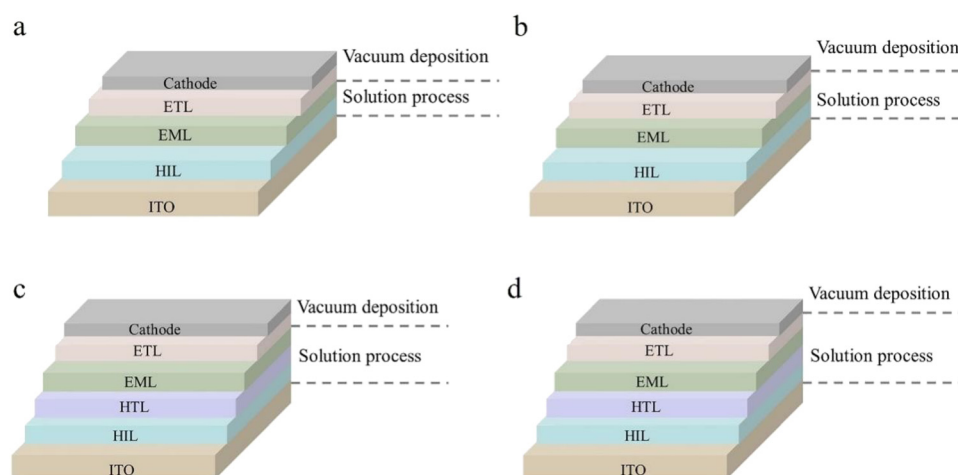 a
Vacuum deposition
Cathode
Solution process
ETL
EML
HIL
ITO
b
Vacuum deposition
Cathode
Solution process
ETL
EML
HIL
ITO
c
Vacuum deposition
Cathode
ETL
Solution process
EML
HTL
HIL
ITO
d
Vacuum deposition
Cathode
ETL
Solution process
EML
HTL
HIL
ITO